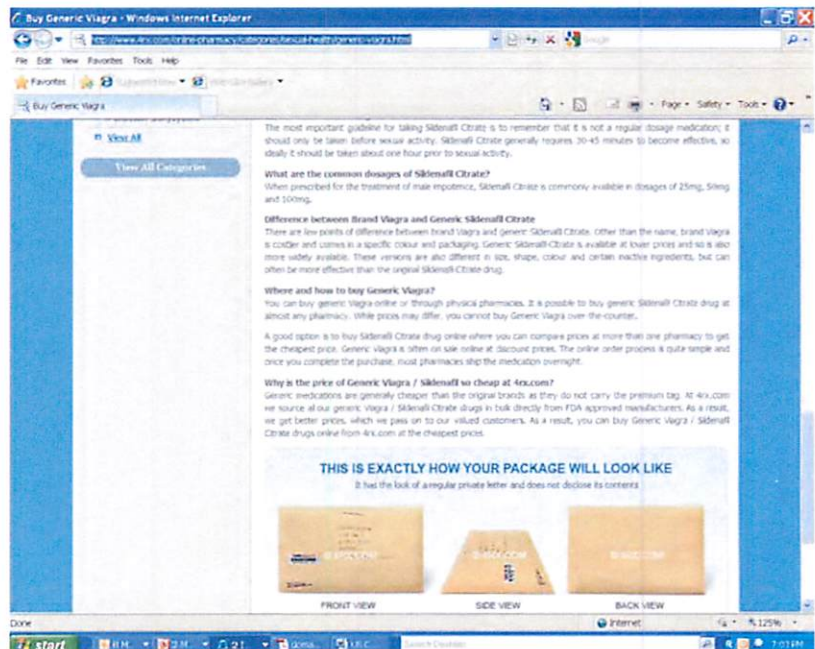 Buy Generic Viagra - Windows Internet Explorer
http://www.4rx.com/online-pharmacy/categories/sexual-health/generic-viagra.html
File Edit View Favorites Tools Help
Favorites
Buy Generic Viagra
Page Safety Tools
View All
View All Categories
The most important guideline for taking Sildenafil Citrate is to remember that it is not a regular dosage medication; it
should only be taken before sexual activity. Sildenafil Citrate generally requires 30-45 minutes to become effective, so
ideally it should be taken about one hour prior to sexual activity.
What are the common dosages of Sildenafil Citrate?
When prescribed for the treatment of male impotence, Sildenafil Citrate is commonly available in dosages of 25mg, 50mg
and 100mg.
Difference between Brand Viagra and Generic Sildenafil Citrate
There are few points of difference between brand Viagra and generic Sildenafil Citrate. Other than the name, brand Viagra
is costlier and comes in a specific colour and packaging. Generic Sildenafil Citrate is available at lower prices and so is also
more widely available. These versions are also different in size, shape, colour and certain inactive ingredients, but can
often be more effective than the original Sildenafil Citrate drug.
Where and how to buy Generic Viagra?
You can buy generic Viagra online or through physical pharmacies. It is possible to buy generic Sildenafil Citrate drug at
almost any pharmacy. While prices may differ, you cannot buy Generic Viagra over-the-counter.
A good option is to buy Sildenafil Citrate drug online where you can compare prices at more than one pharmacy to get
the cheapest price. Generic Viagra is often on sale online at discount prices. The online order process is quite simple and
once you complete the purchase, most pharmacies ship the medication overnight.
Why is the price of Generic Viagra / Sildenafil so cheap at 4rx.com?
Generic medications are generally cheaper than the original brands as they do not carry the premium tag. At 4rx.com
we source all our generic Viagra / Sildenafil Citrate drugs in bulk directly from FDA approved manufacturers. As a result,
we get better prices, which we pass on to our valued customers. As a result, you can buy Generic Viagra / Sildenafil
Citrate drugs online from 4rx.com at the cheapest prices.
THIS IS EXACTLY HOW YOUR PACKAGE WILL LOOK LIKE
It has the look of a regular private letter and does not disclose its contents
FRONT VIEW SIDE VIEW BACK VIEW
Done Internet 125%
start 7:02 PM